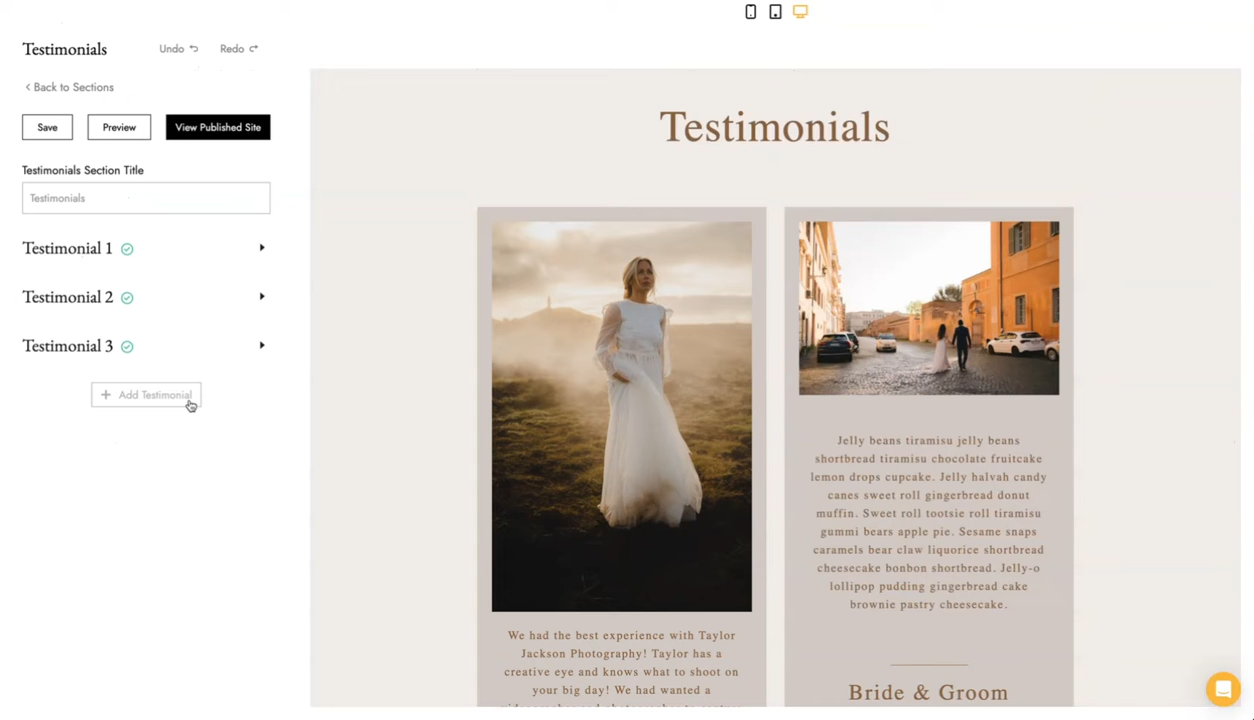 Testimonials
Undo
Redo
Back to Sections
Save
Preview
View Published Site
Testimonials Section Title
Testimonials
Testimonial 1
Testimonial 2
Testimonial 3
+ Add Testimonial
Testimonials
We had the best experience with Taylor
Jackson Photography! Taylor has a
creative eye and knows what to shoot on
your big day! We had wanted a
Jelly beans tiramisu jelly beans
shortbread tiramisu chocolate fruitcake
lemon drops cupcake. Jelly halvah candy
canes sweet roll gingerbread donut
muffin. Sweet roll tootsie roll tiramisu
gummi bears apple pie. Sesame snaps
caramels bear claw liquorice shortbread
cheesecake bonbon shortbread. Jelly-o
lollipop pudding gingerbread cake
brownie pastry cheesecake.
Bride & Groom